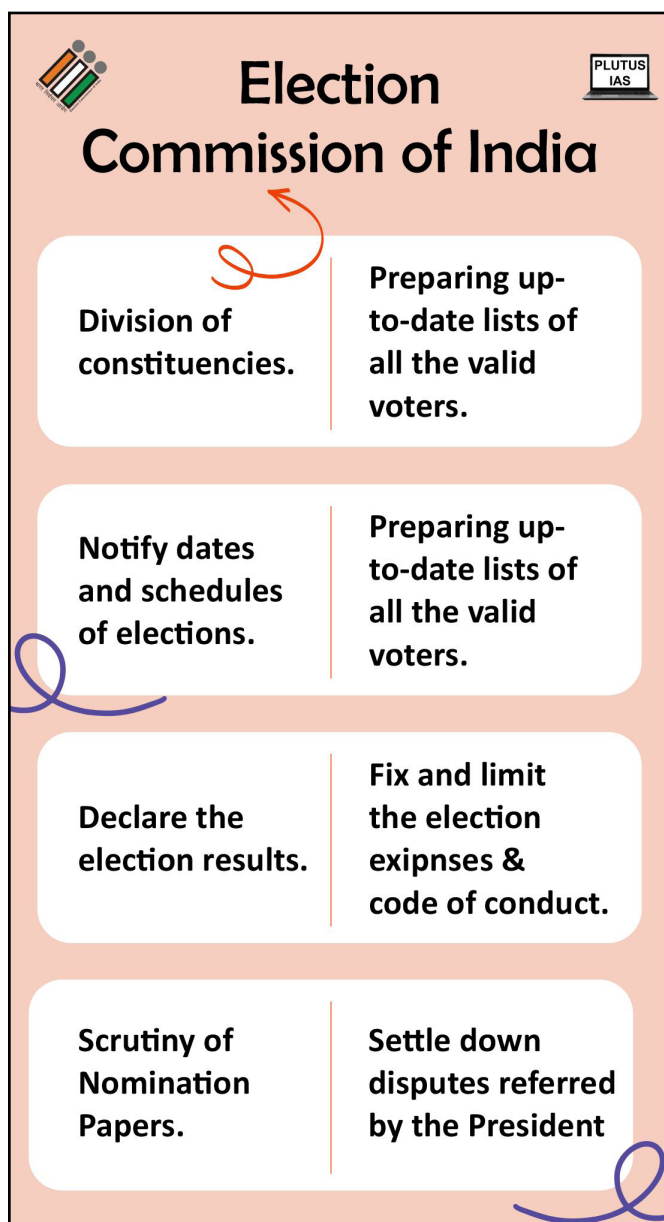 Election
Commission of India
PLUTUS
IAS
Division of
constituencies.
Preparing up-
to-date lists of
all the valid
voters.
Notify dates
and schedules
of elections.
Preparing up-
to-date lists of
all the valid
voters.
Declare the
election results.
Fix and limit
the election
exipnses &
code of conduct.
Scrutiny of
Nomination
Papers.
Settle down
disputes referred
by the President